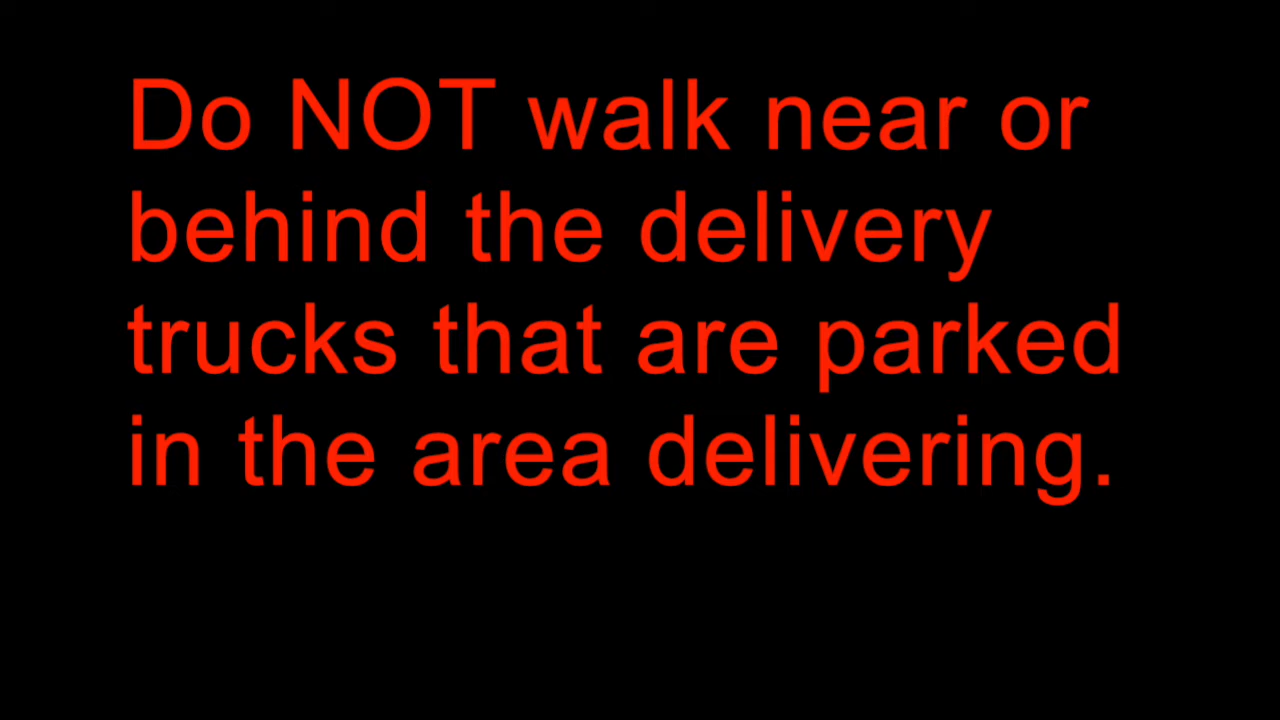 Do NOT walk near or
behind the delivery
trucks that are parked
in the area delivering.